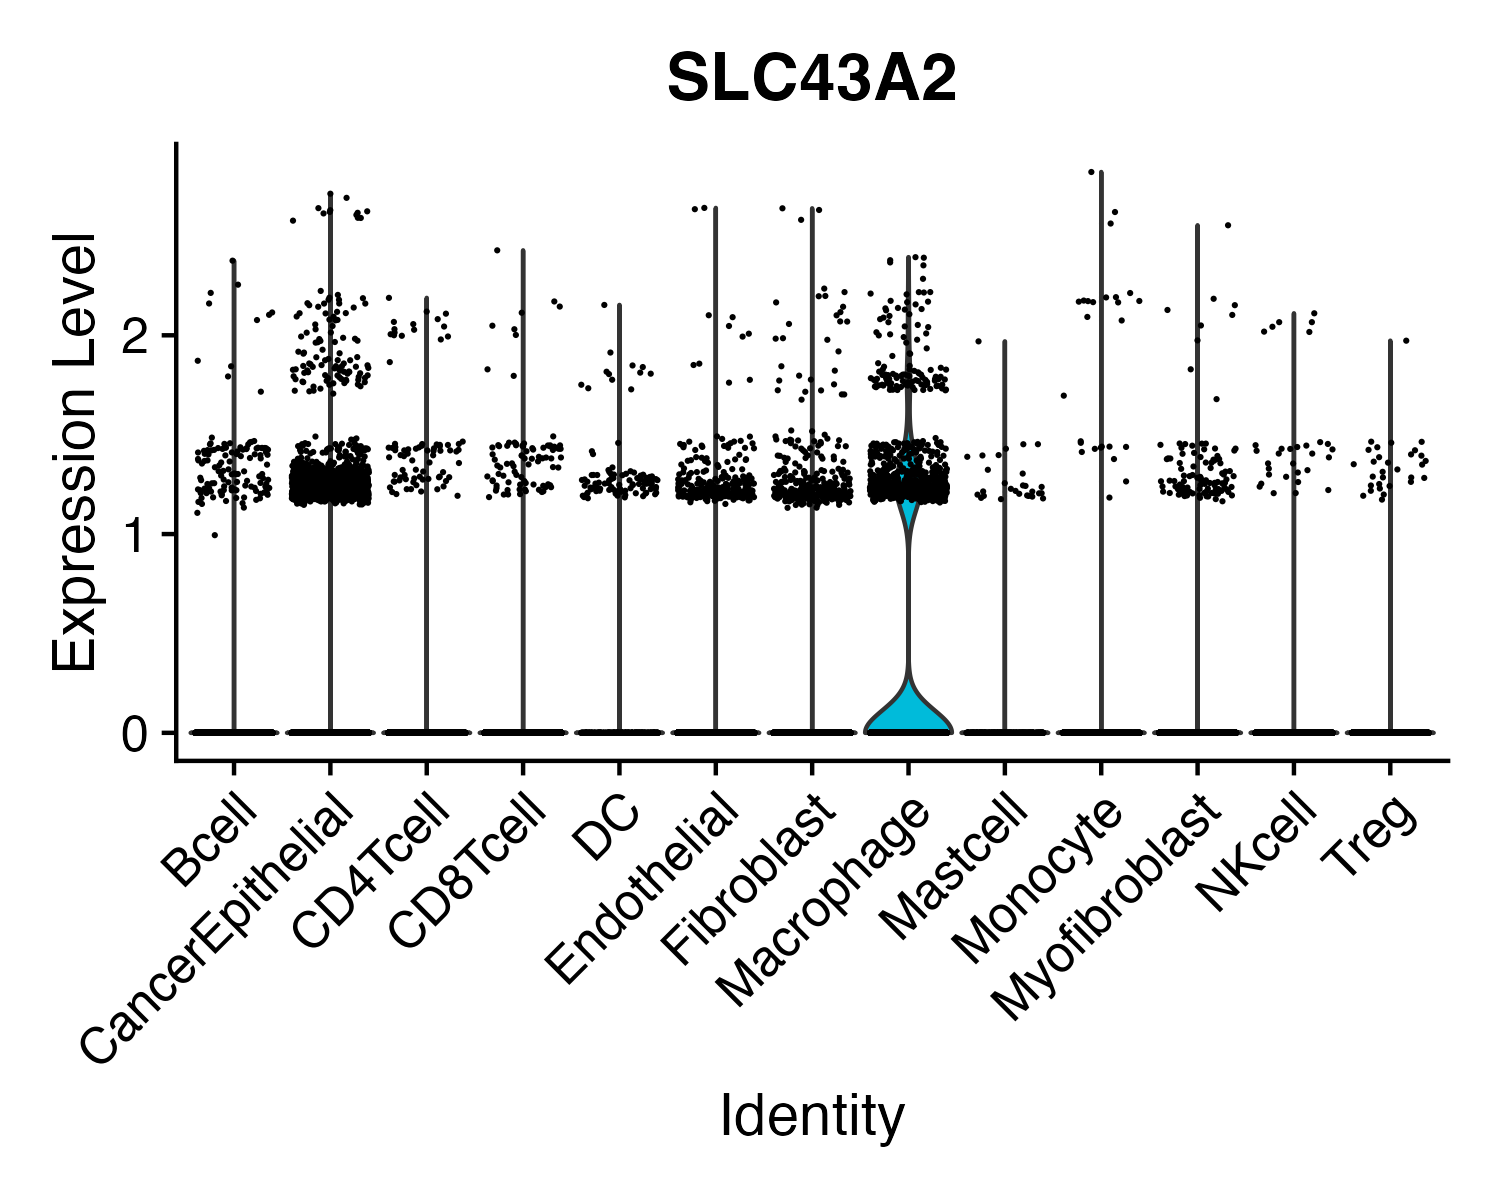 SLC43A2
Expression Level
2
1
0
Bcell
CancerEpithelial
CD4Tcell
CD8Tcell
DC
Endothelial
Fibroblast
Macrophage
Mastcell
Monocyte
Myofibroblast
NKcell
Treg
Identity